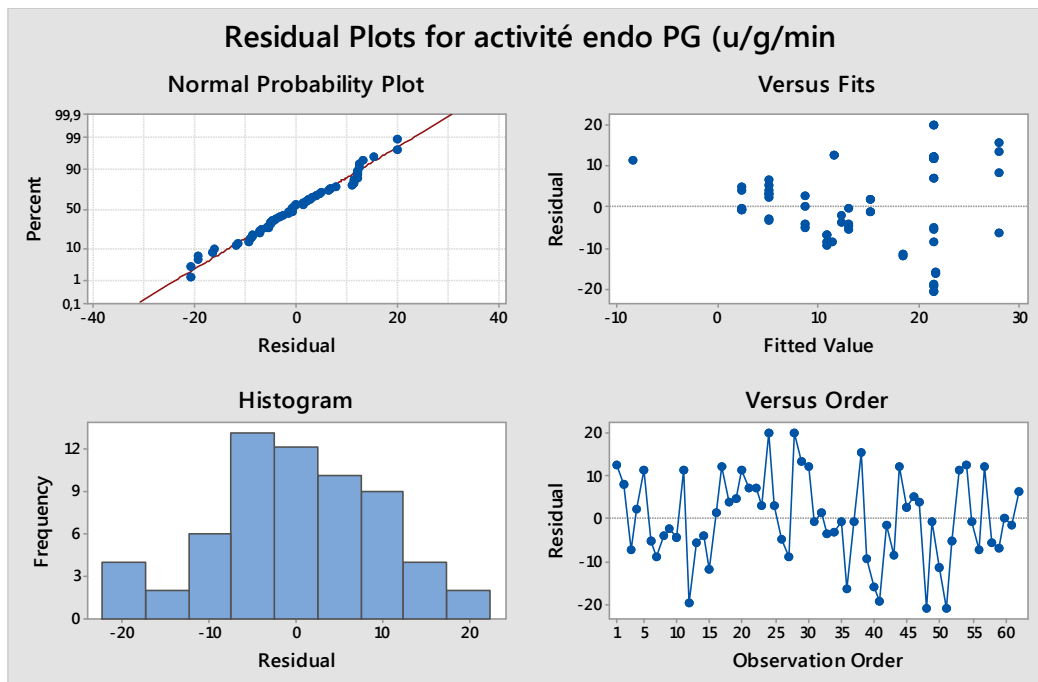 Residual Plots for activité endo PG (u/g/min
Normal Probability Plot
99,9
99
90
50
10
1
0,1
Percent
-40 -20 0 20 40
Residual
Versus Fits
20
10
0
-10
-20
Residual
-10 0 10 20 30
Fitted Value
Histogram
12
9
6
3
0
Frequency
-20 -10 0 10 20
Residual
Versus Order
20
10
0
-10
-20
Residual
1 5 10 15 20 25 30 35 40 45 50 55 60
Observation Order